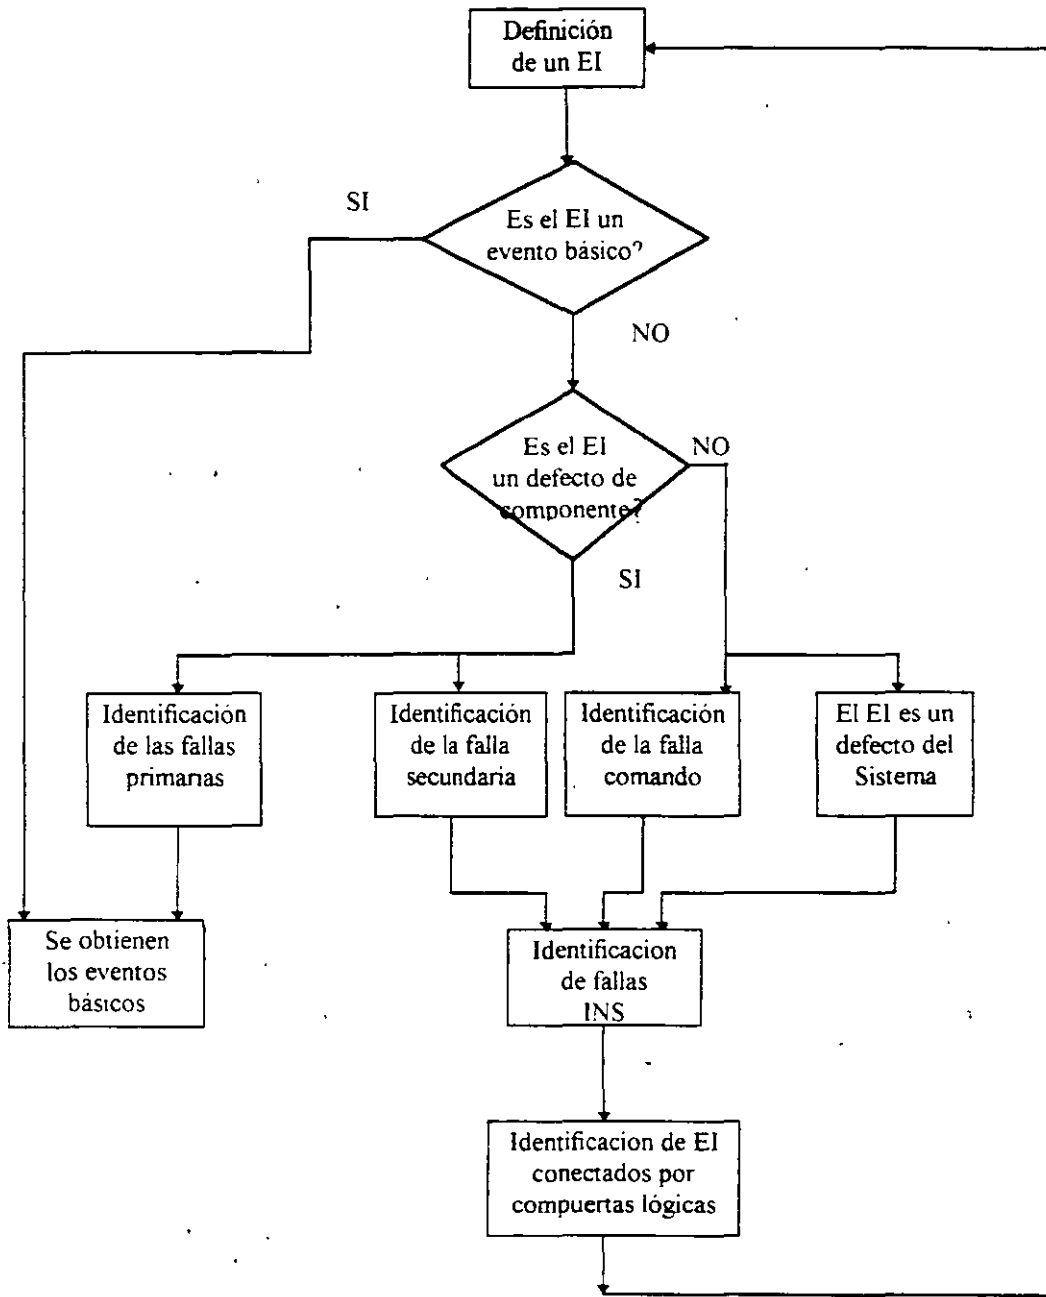 Definición
de un EI
SI
Es el EI un
evento básico?
NO
Es el EI
un defecto de
componente?
NO
SI
Identificación
de las fallas
primarias
Identificación
de la falla
secundaria
Identificación
de la falla
comando
El EI es un
defecto del
Sistema
Se obtienen
los eventos
básicos
Identificacion
de fallas
INS
Identificacion de EI
conectados por
compuertas lógicas